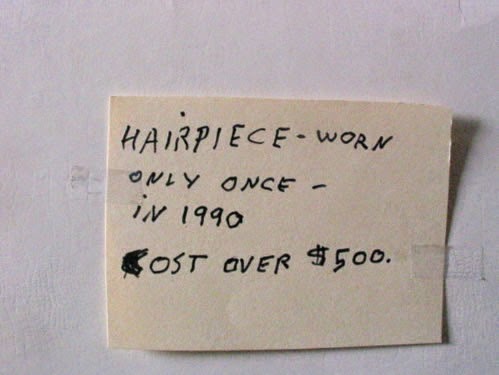 HAIRPIECE - WORN
ONLY ONCE -
iN 1990
COST OVER $500.